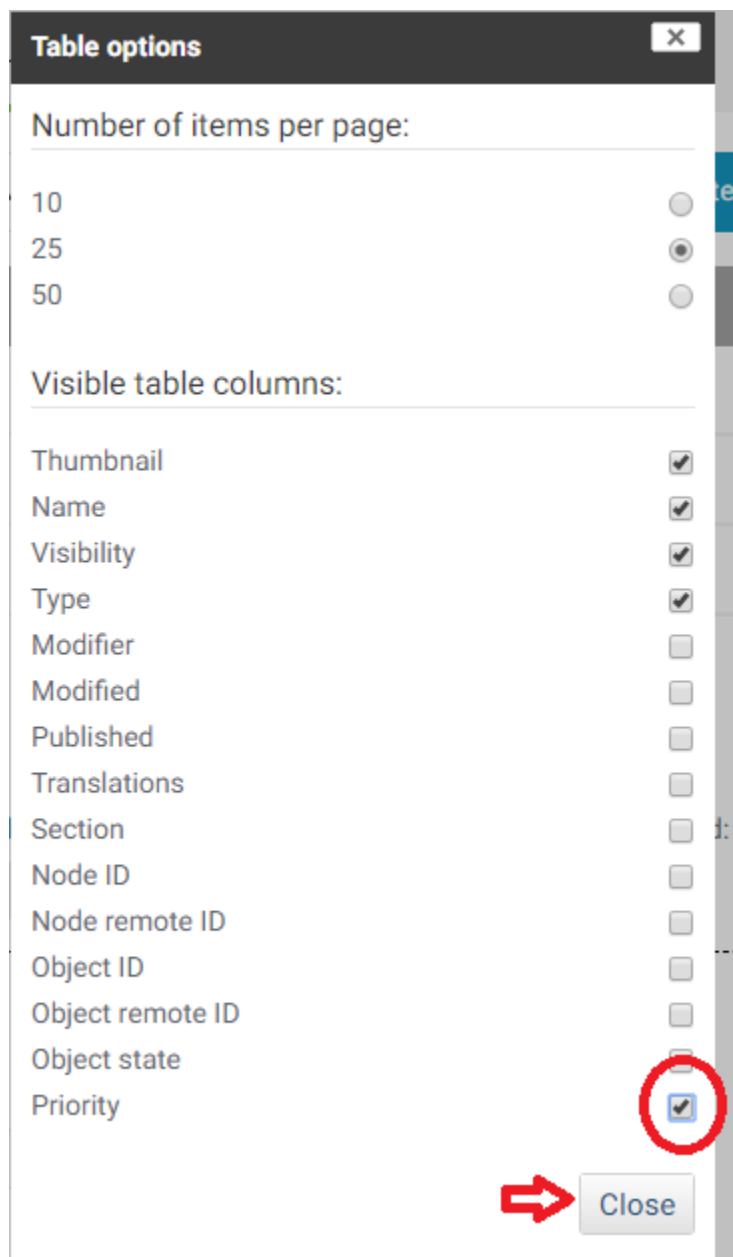 Table options
Number of items per page:
10
25
50
Visible table columns:
Thumbnail
Name
Visibility
Type
Modifier
Modified
Published
Translations
Section
Node ID
Node remote ID
Object ID
Object remote ID
Object state
Priority
Close